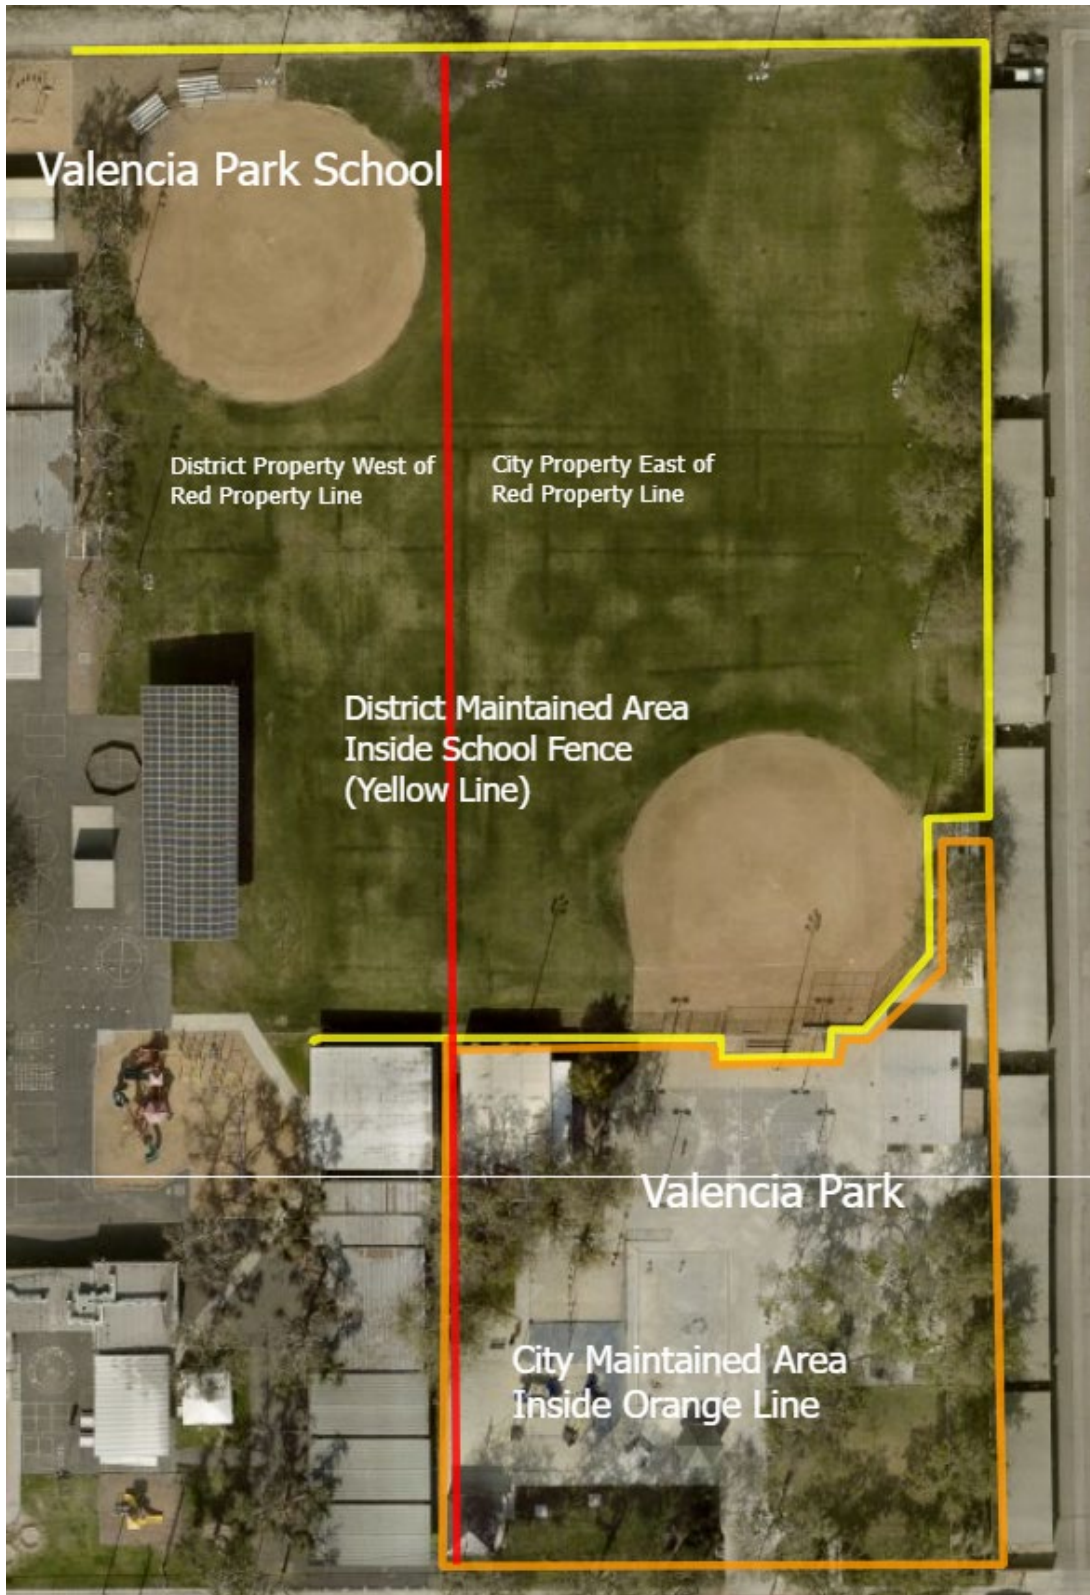 Valencia Park School
District Property West of
Red Property Line
City Property East of
Red Property Line
District Maintained Area
Inside School Fence
(Yellow Line)
Valencia Park
City Maintained Area
Inside Orange Line